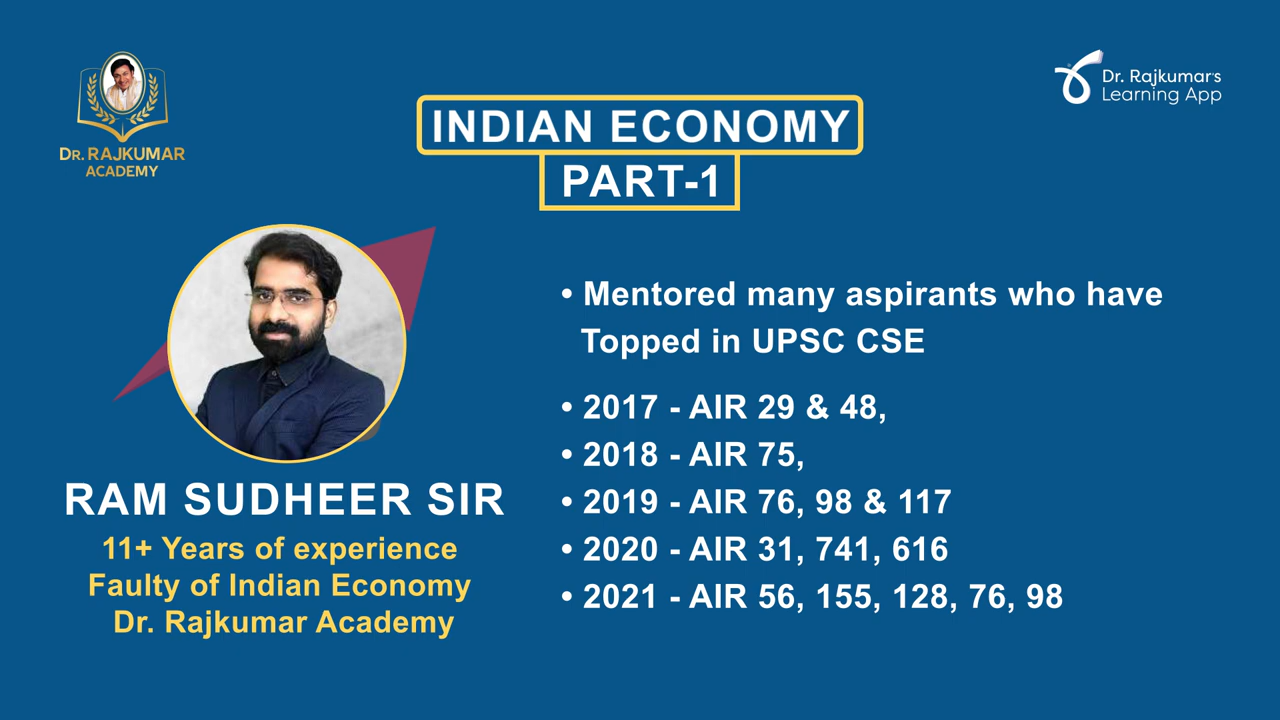 DR. RAJKUMAR
ACADEMY
Dr. Rajkumar's
Learning App
INDIAN ECONOMY
PART-1
RAM SUDHEER SIR
11+ Years of experience
Faulty of Indian Economy
Dr. Rajkumar Academy
• Mentored many aspirants who have
Topped in UPSC CSE
• 2017 - AIR 29 & 48,
• 2018 - AIR 75,
• 2019 - AIR 76, 98 & 117
• 2020 - AIR 31, 741, 616
• 2021 - AIR 56, 155, 128, 76, 98